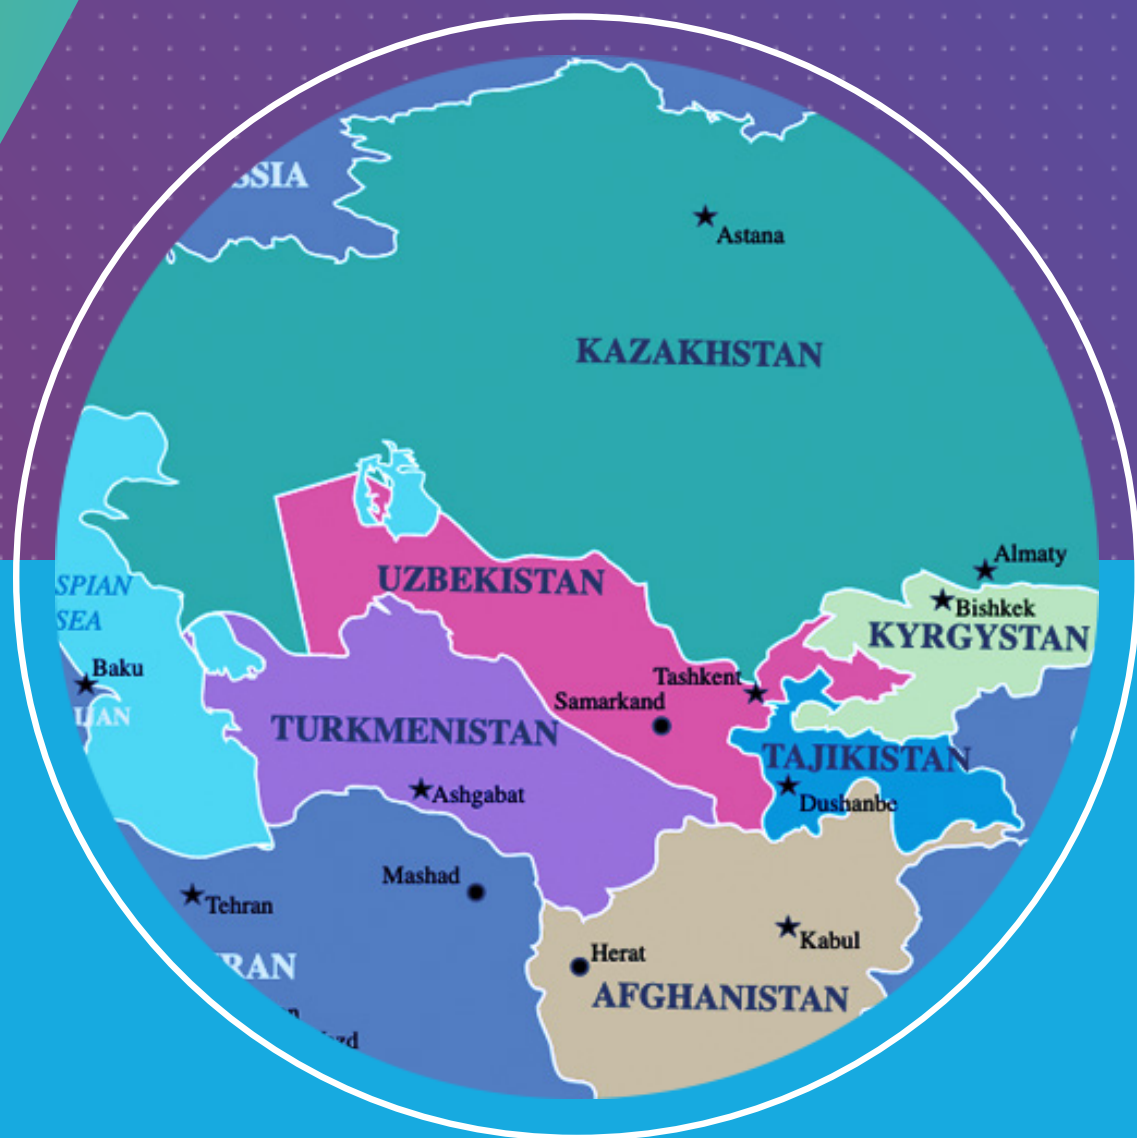 SSIA
Astana
KAZAKHSTAN
Almaty
SPIAN
SEA
UZBEKISTAN
Bishkek
KYRGYSTAN
Baku
Tashkent
Samarkand
JAN
TURKMENISTAN
TAJIKISTAN
Ashgabat
Dushanbe
Mashad
Tehran
Kabul
Herat
RAN
AFGHANISTAN
n
zd